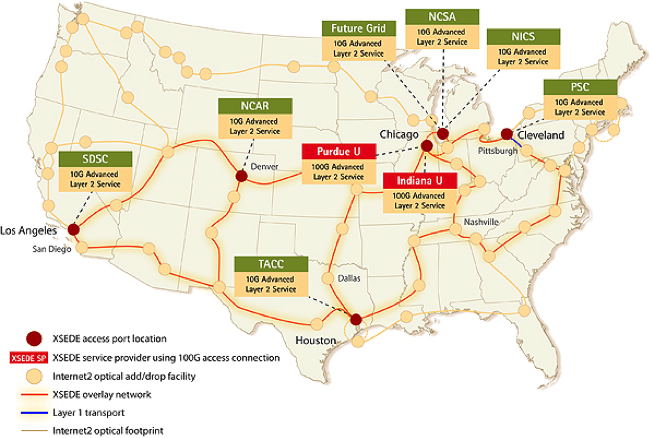 Future Grid
10G Advanced
Layer 2 Service
NCSA
10G Advanced
Layer 2 Service
NICS
10G Advanced
Layer 2 Service
PSC
10G Advanced
Layer 2 Service
NCAR
10G Advanced
Layer 2 Service
Chicago
Cleveland
Pittsburgh
Purdue U
100G Advanced
Layer 2 Service
Denver
SDSC
10G Advanced
Layer 2 Service
Indiana U
100G Advanced
Layer 2 Service
Los Angeles
San Diego
Nashville
TACC
10G Advanced
Layer 2 Service
Dallas
Houston
XSEDE access port location
XSEDE SP XSEDE service provider using 100G access connection
Internet2 optical add/drop facility
XSEDE overlay network
Layer 1 transport
Internet2 optical footprint